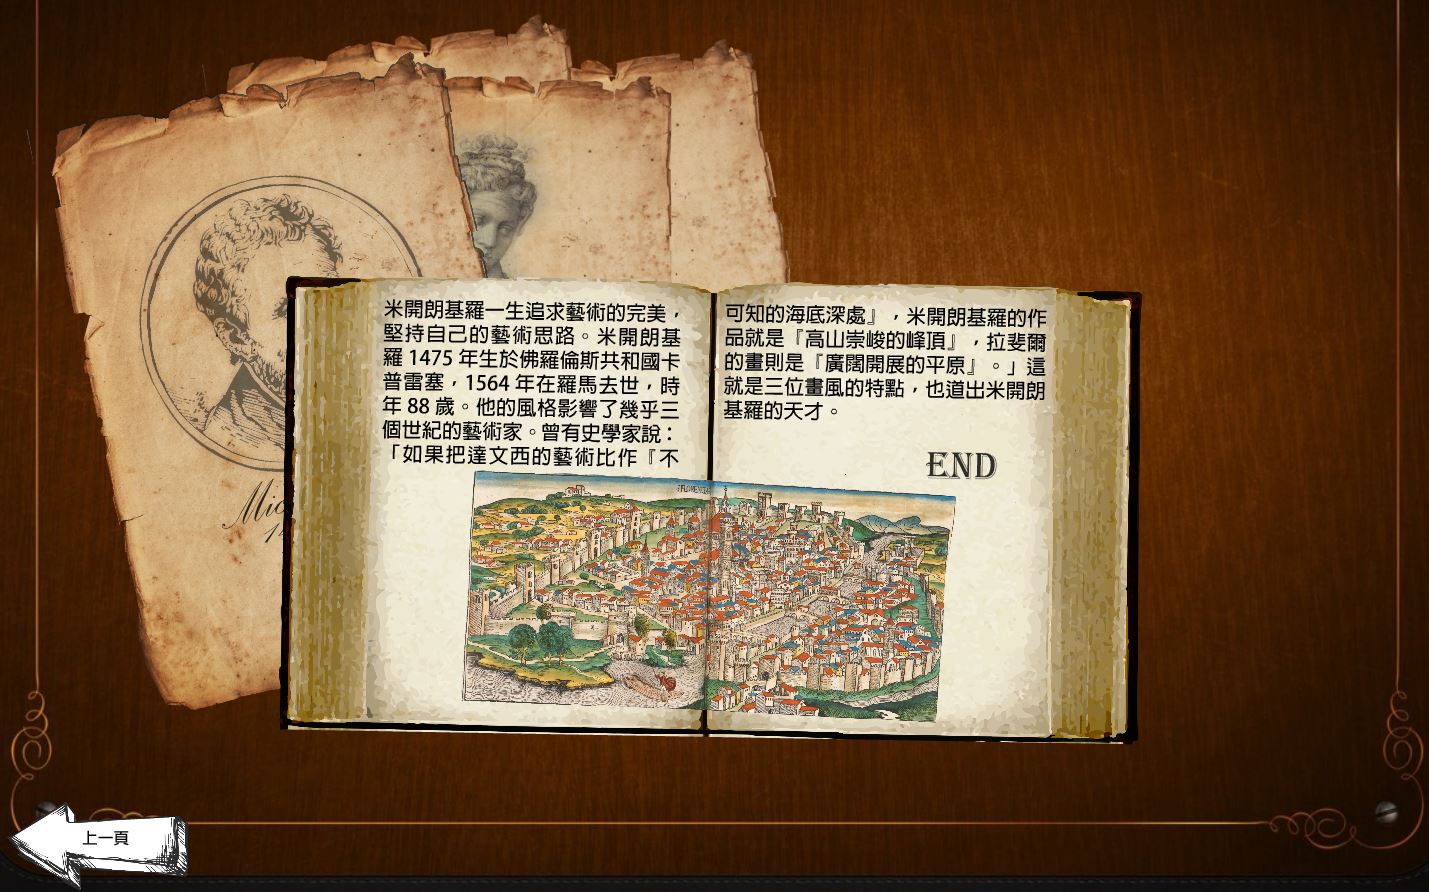 米開朗基羅一生追求藝術的完美，
堅持自己的藝術思路。米開朗基
羅 1475 年生於佛羅倫斯共和國卡
普雷塞，1564 年在羅馬去世，時
年 88 歲。他的風格影響了幾乎三
個世紀的藝術家。曾有史學家說：
「如果把達文西的藝術比作『不
可知的海底深處』，米開朗基羅的作
品就是『高山崇峻的峰頂』，拉斐爾
的畫則是『廣闊開展的平原』。」這
就是三位畫風的特點，也道出米開朗
基羅的天才。
END
FLORENTIA
Mic
上一頁